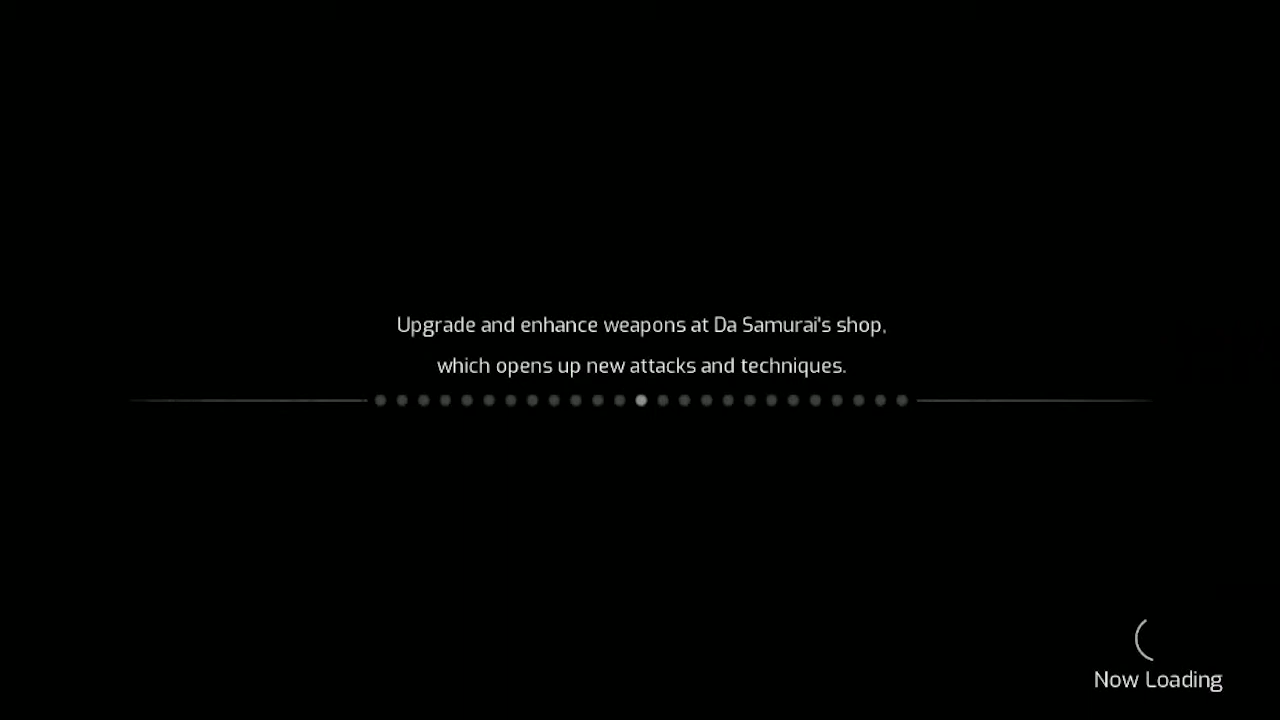 Upgrade and enhance weapons at Da Samurai's shop,
which opens up new attacks and techniques.
Now Loading